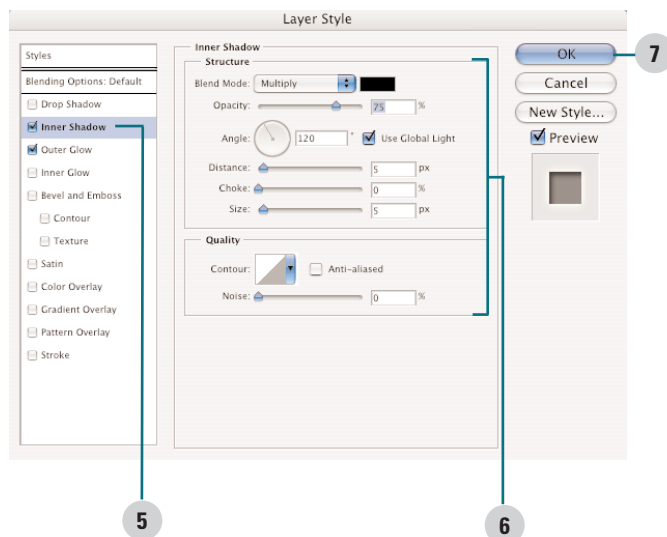 Layer Style
Styles
Blending Options: Default
Drop Shadow
Inner Shadow
Outer Glow
Inner Glow
Bevel and Emboss
Contour
Texture
Satin
Color Overlay
Gradient Overlay
Pattern Overlay
Stroke
Inner Shadow
Structure
Blend Mode: Multiply
Opacity: 75 %
Angle: 120 ° Use Global Light
Distance: 5 px
Choke: 0 %
Size: 5 px
Quality
Contour: Anti-aliased
Noise: 0 %
OK
Cancel
New Style...
Preview
7
5
6